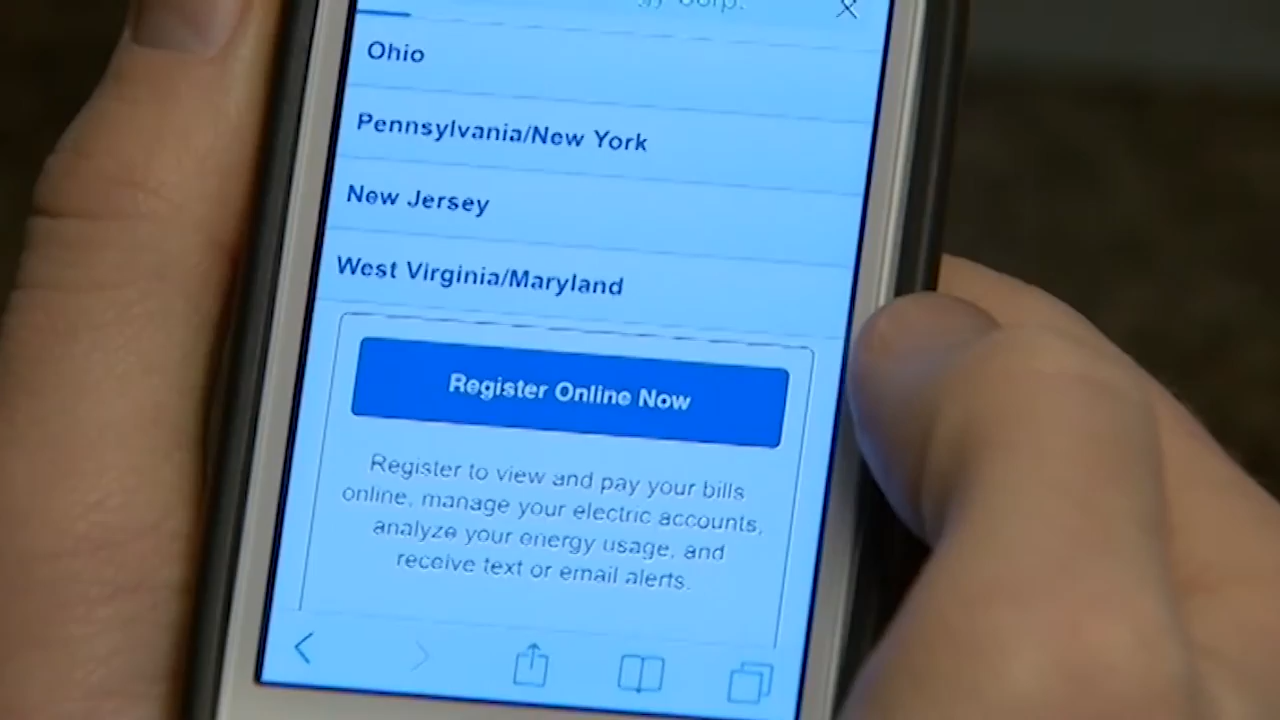 Corp.
Ohio
Pennsylvania/New York
New Jersey
West Virginia/Maryland
Register Online Now
Register to view and pay your bills
online, manage your electric accounts,
analyze your energy usage, and
receive text or email alerts.